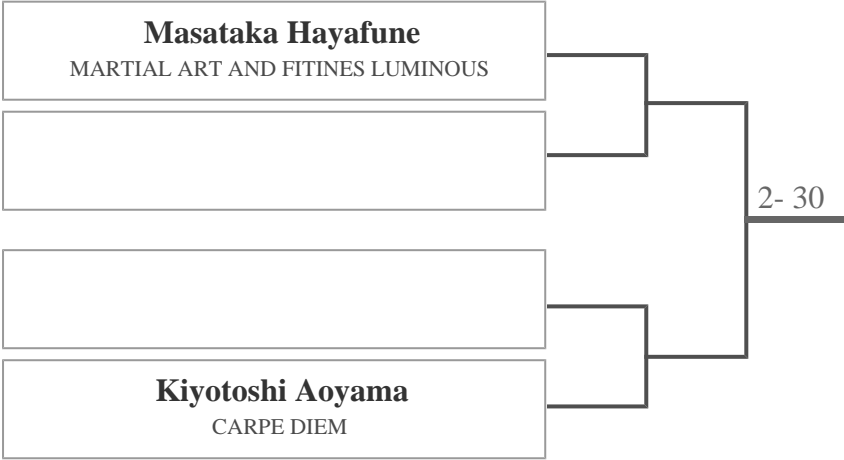 Masataka Hayafune
MARTIAL ART AND FITINES LUMINOUS
2- 30
Kiyotoshi Aoyama
CARPE DIEM